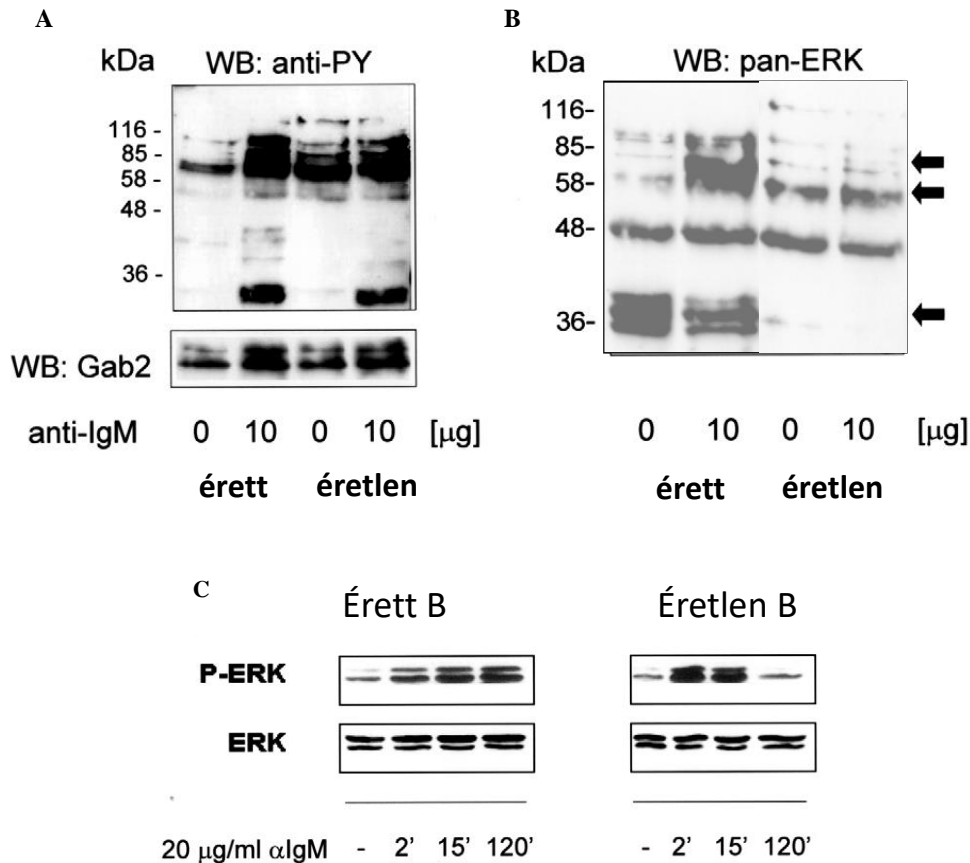 A
kDa WB: anti-PY
116 -
85 -
58 -
48 -
36 -
WB: Gab2
anti-IgM 0 10 0 10 [μg]
érett éretlen
B
kDa WB: pan-ERK
116-
85-
58-
48-
36-
0 10 0 10 [μg]
érett éretlen
C
Érett B Éretlen B
P-ERK
ERK
20 μg/ml αIgM - 2' 15' 120' - 2' 15' 120'